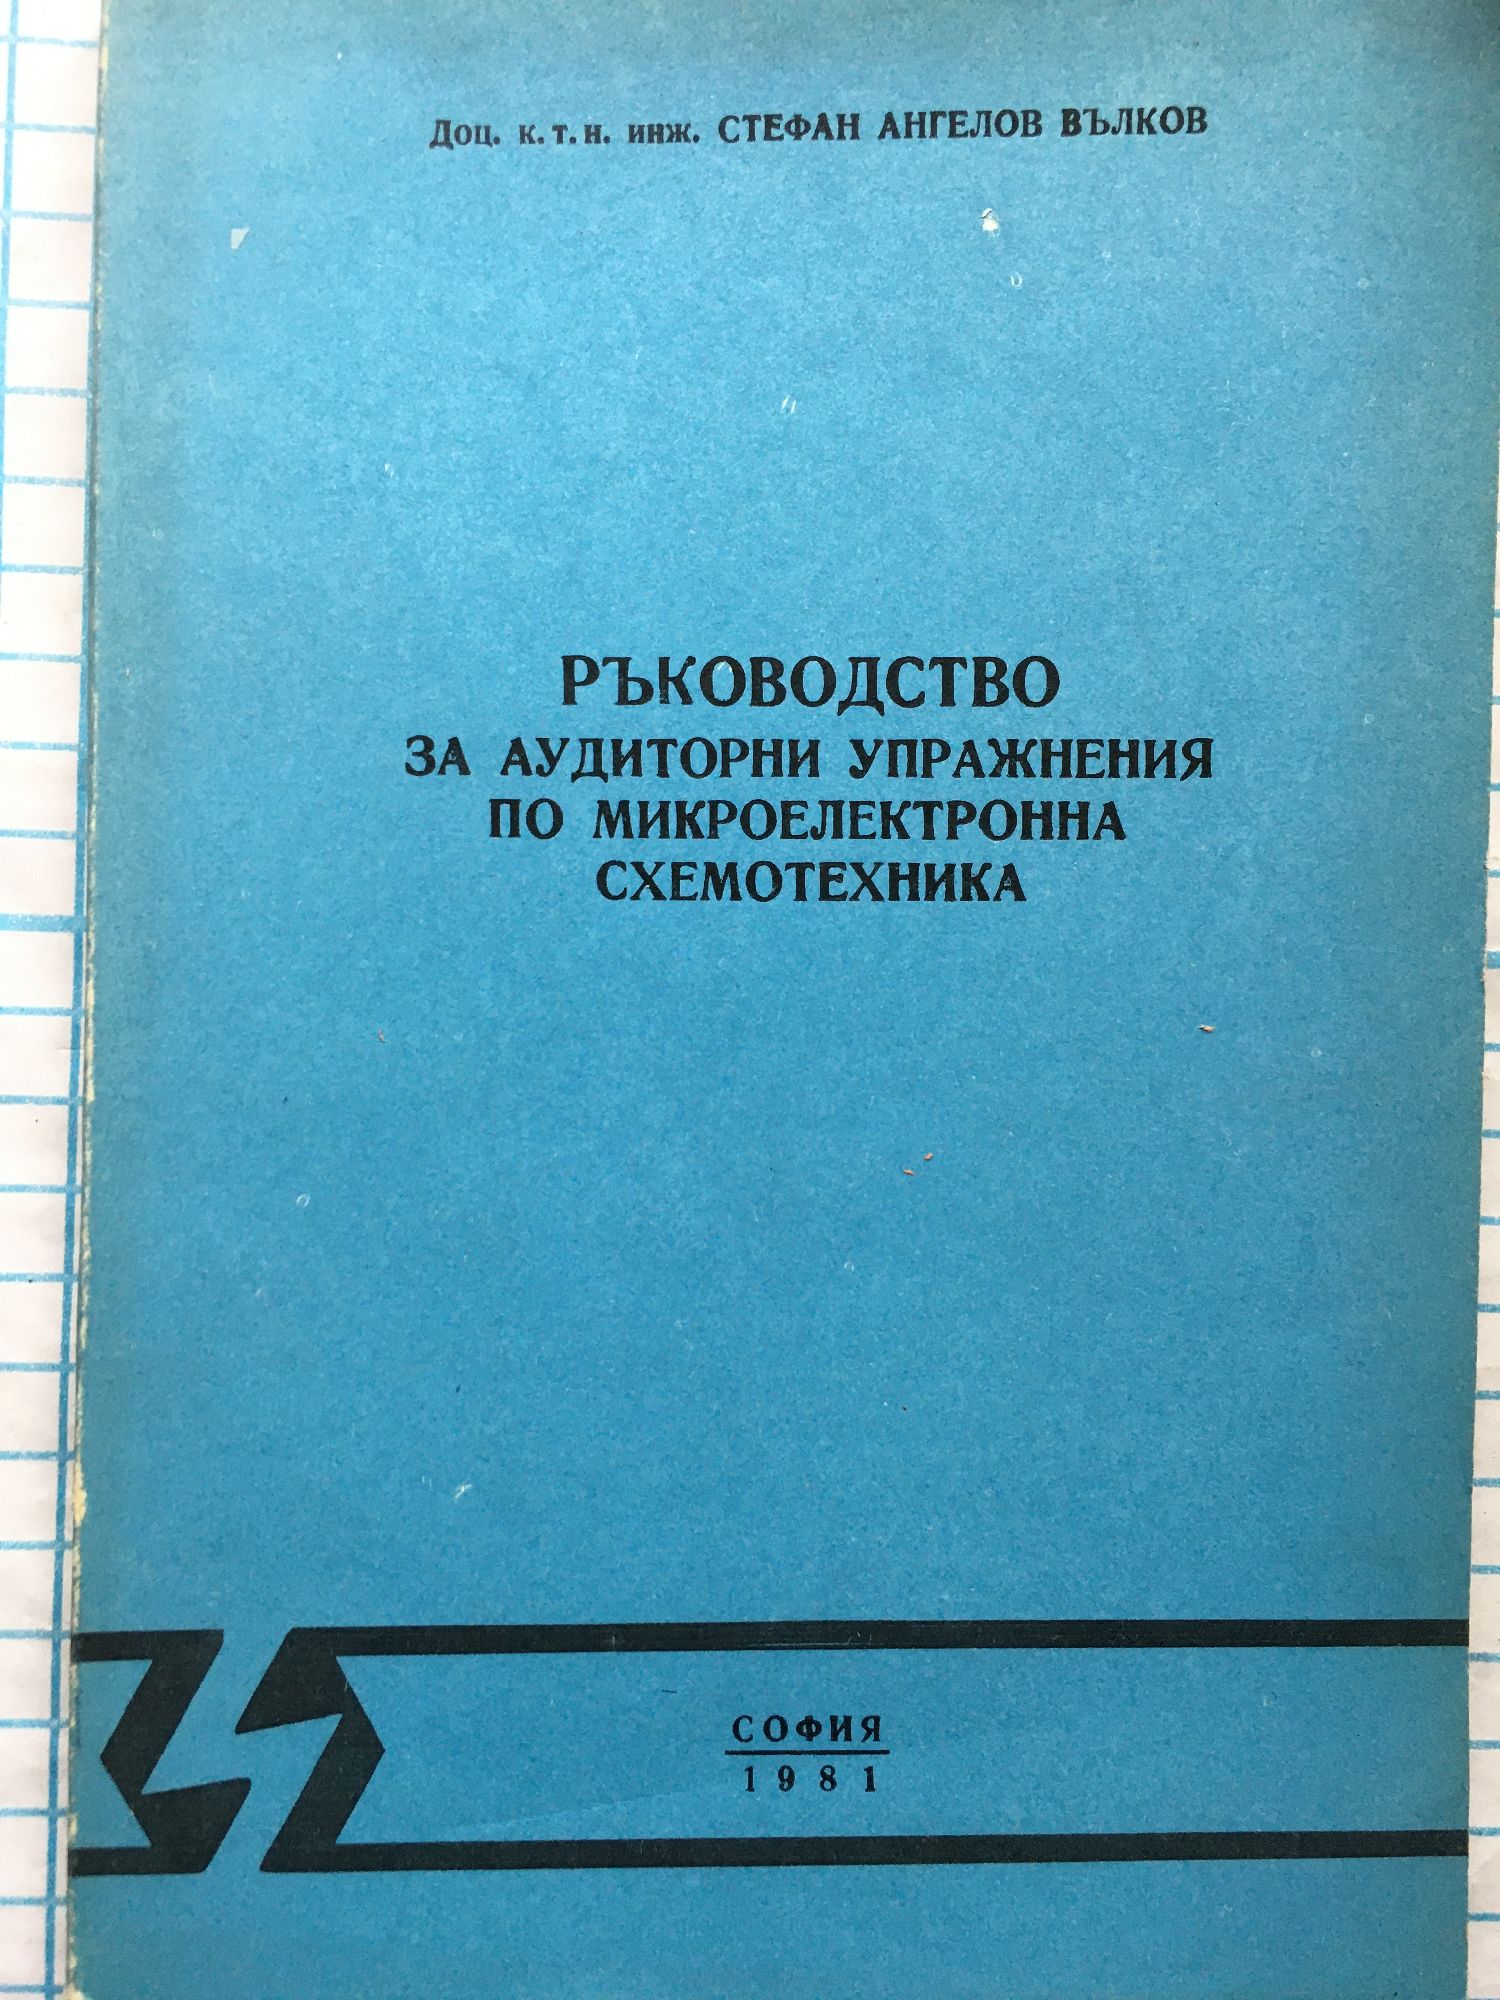 Доц. к.т.н. инж. СТЕФАН АНГЕЛОВ ВЪЛКОВ
РЪКОВОДСТВО
ЗА АУДИТОРНИ УПРАЖНЕНИЯ
ПО МИКРОЕЛЕКТРОННА
СХЕМОТЕХНИКА
СОФИЯ
1981